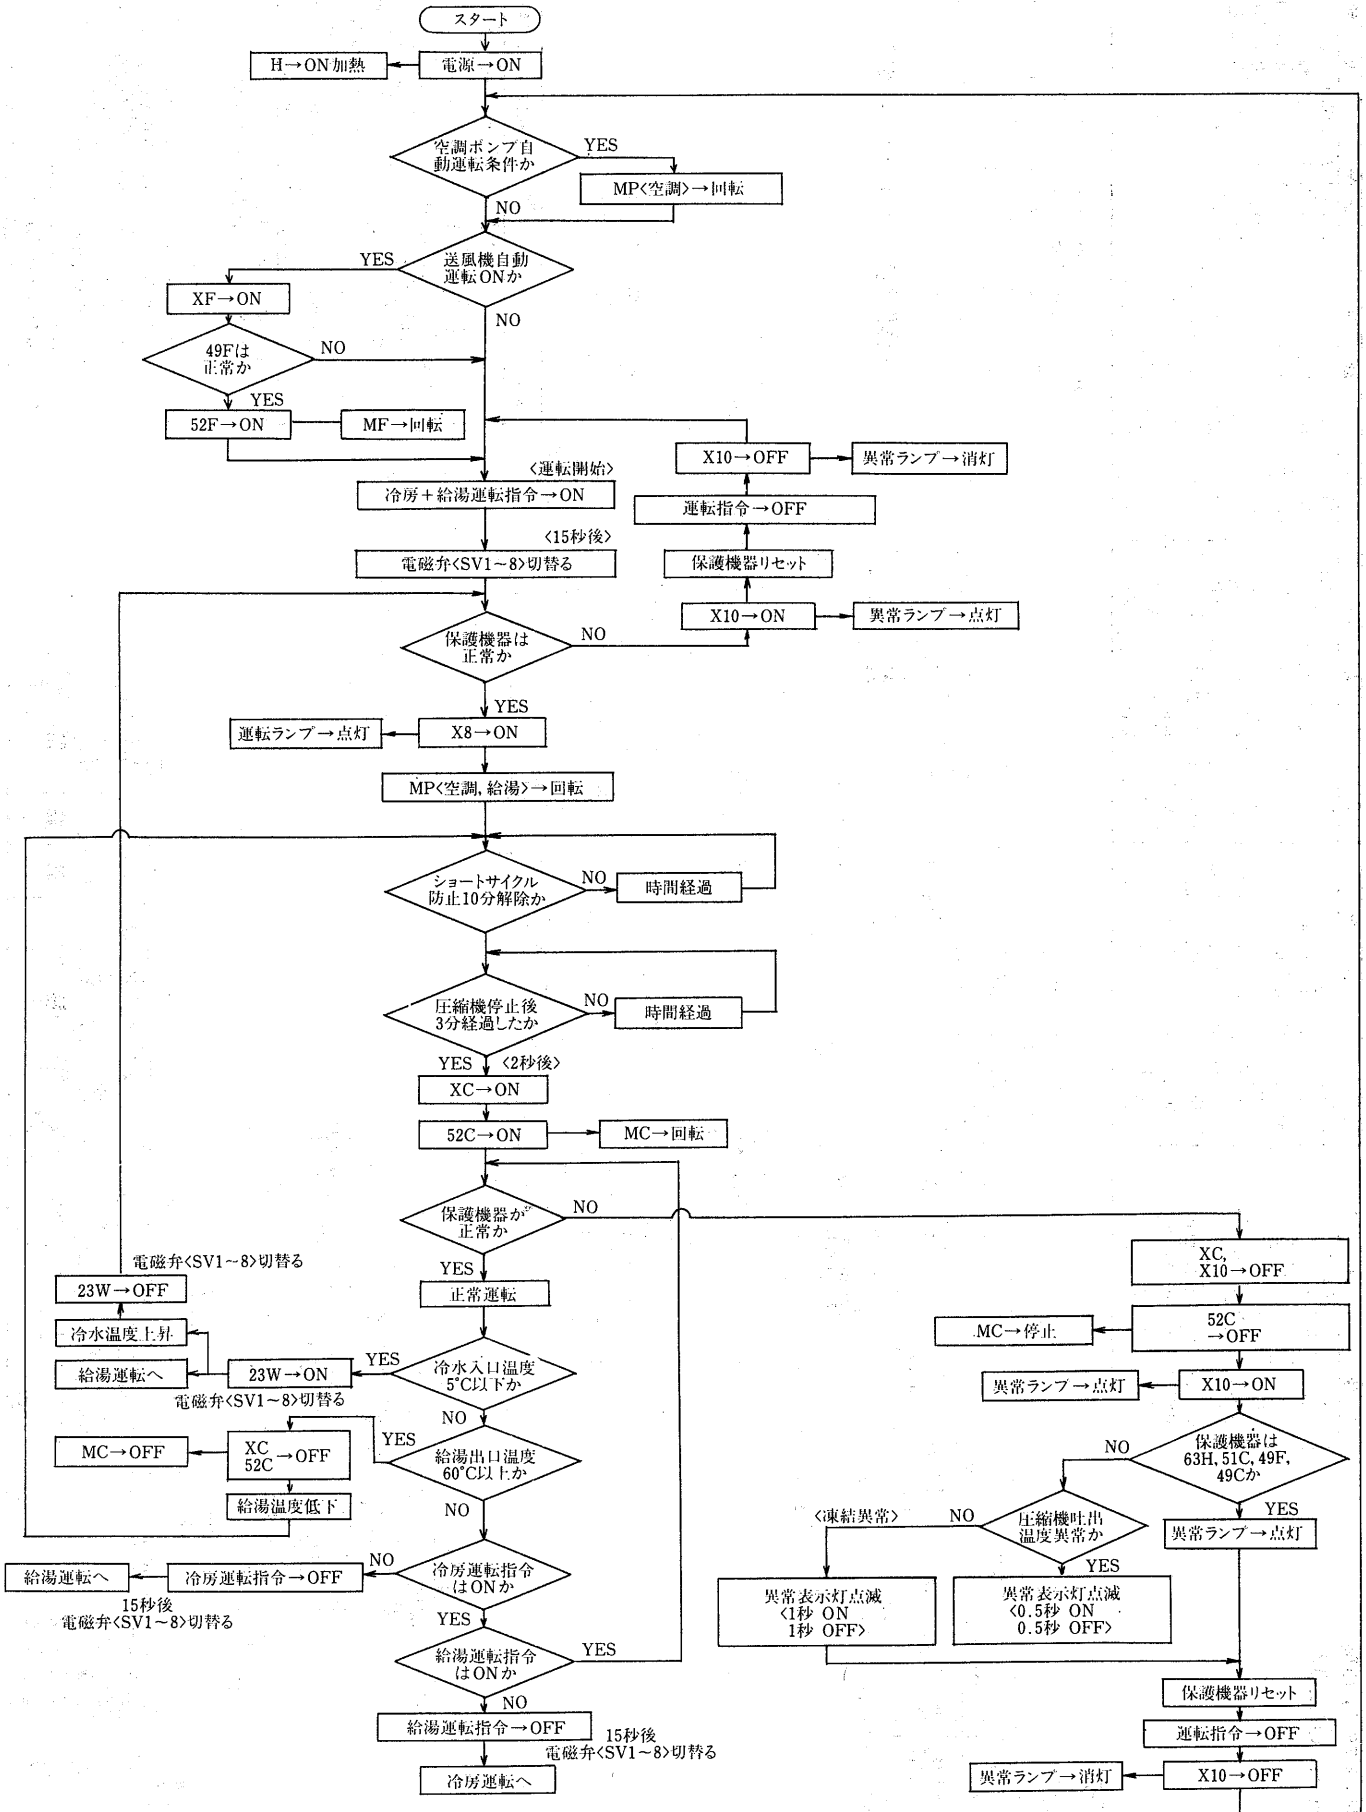 スタート
H→ON加熱
電源→ON
空調ポンプ自
動運転条件か
YES
MP<空調>→回転
NO
YES
送風機自動
運転ONか
XF→ON
NO
49Fは
正常か
NO
YES
52F→ON
MF→回転
X10→OFF
異常ランプ→消灯
<運転開始>
冷房+給湯運転指令→ON
運転指令→OFF
<15秒後>
電磁弁<SV1~8>切替る
保護機器リセット
X10→ON
異常ランプ→点灯
保護機器は
正常か
NO
YES
運転ランプ→点灯
X8→ON
MP<空調, 給湯>→回転
ショートサイクル
防止10分解除か
NO
時間経過
圧縮機停止後
3分経過したか
NO
時間経過
YES
<2秒後>
XC→ON
52C→ON
MC→回転
保護機器が
正常か
NO
YES
正常運転
電磁弁<SV1~8>切替る
23W→OFF
冷水温度上昇
給湯運転へ
23W→ON
YES
冷水入口温度
5°C以下か
電磁弁<SV1~8>切替る
NO
MC→OFF
XC
52C →OFF
YES
給湯出口温度
60°C以上か
給湯温度低下
NO
給湯運転へ
冷房運転指令→OFF
NO
冷房運転指令
はONか
15秒後
電磁弁<SV1~8>切替る
YES
給湯運転指令
はONか
YES
NO
給湯運転指令→OFF
15秒後
電磁弁<SV1~8>切替る
冷房運転へ
XC,
X10→OFF
MC→停止
52C
→OFF
異常ランプ→点灯
X10→ON
保護機器は
63H, 51C, 49F,
49Cか
NO
YES
<凍結異常>
NO
圧縮機吐出
温度異常か
異常ランプ→点灯
YES
異常表示灯点滅
<1秒 ON
1秒 OFF>
異常表示灯点滅
<0.5秒 ON
0.5秒 OFF>
保護機器リセット
運転指令→OFF
異常ランプ→消灯
X10→OFF